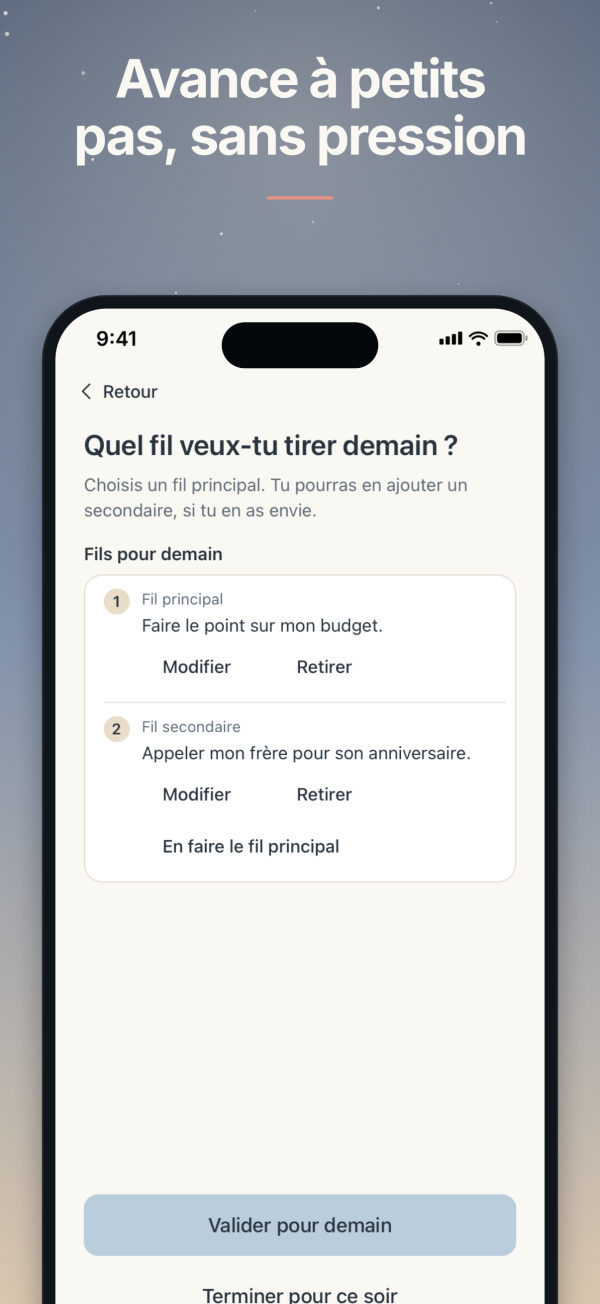 Avance à petits
pas, sans pression
9:41
Retour
Quel fil veux-tu tirer demain ?
Choisis un fil principal. Tu pourras en ajouter un
secondaire, si tu en as envie.
Fils pour demain
1 Fil principal
Faire le point sur mon budget.
Modifier Retirer
2 Fil secondaire
Appeler mon frère pour son anniversaire.
Modifier Retirer
En faire le fil principal
Valider pour demain
Terminer pour ce soir